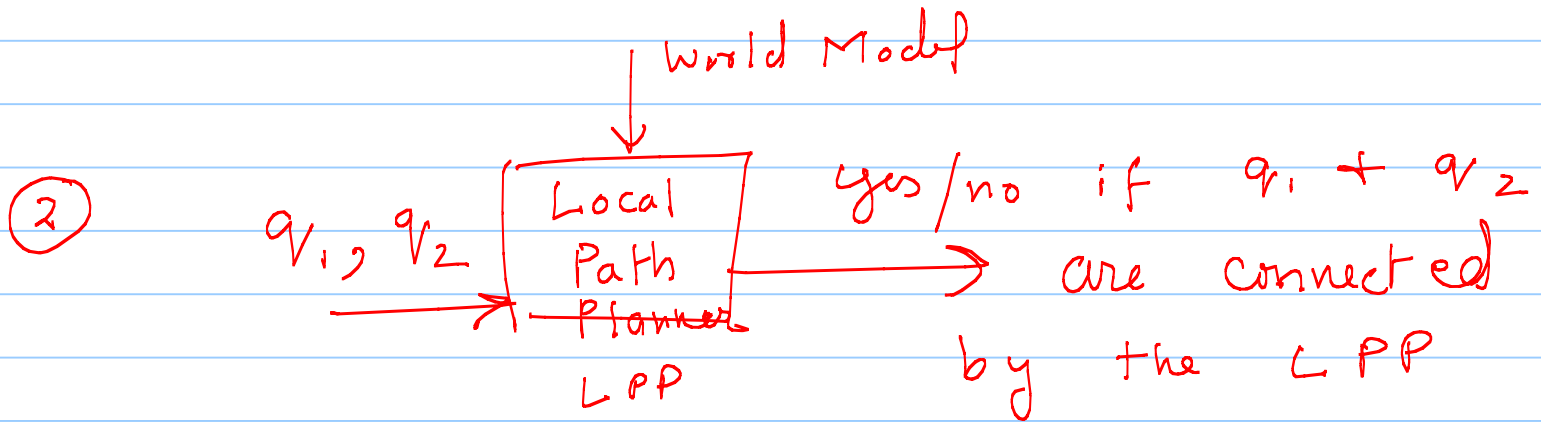 World Model
②
q1, q2
Local
Path
Planner
LPP
yes/no if q1 + q2
are connected
by the LPP